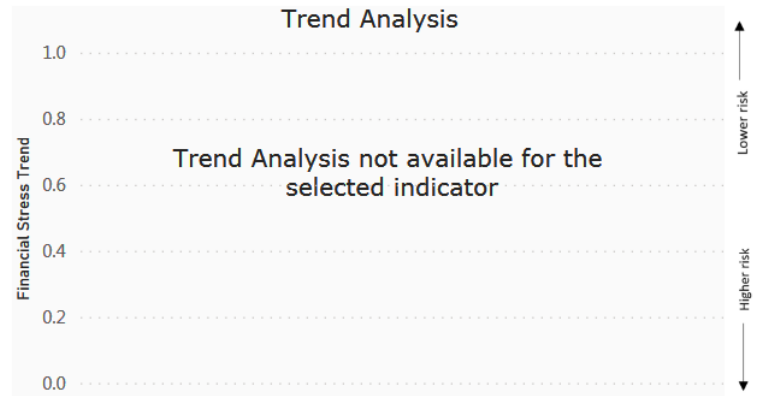 Trend Analysis
1.0
0.8
0.6
0.4
0.2
0.0
Financial Stress Trend
Trend Analysis not available for the
selected indicator
Lower risk
Higher risk